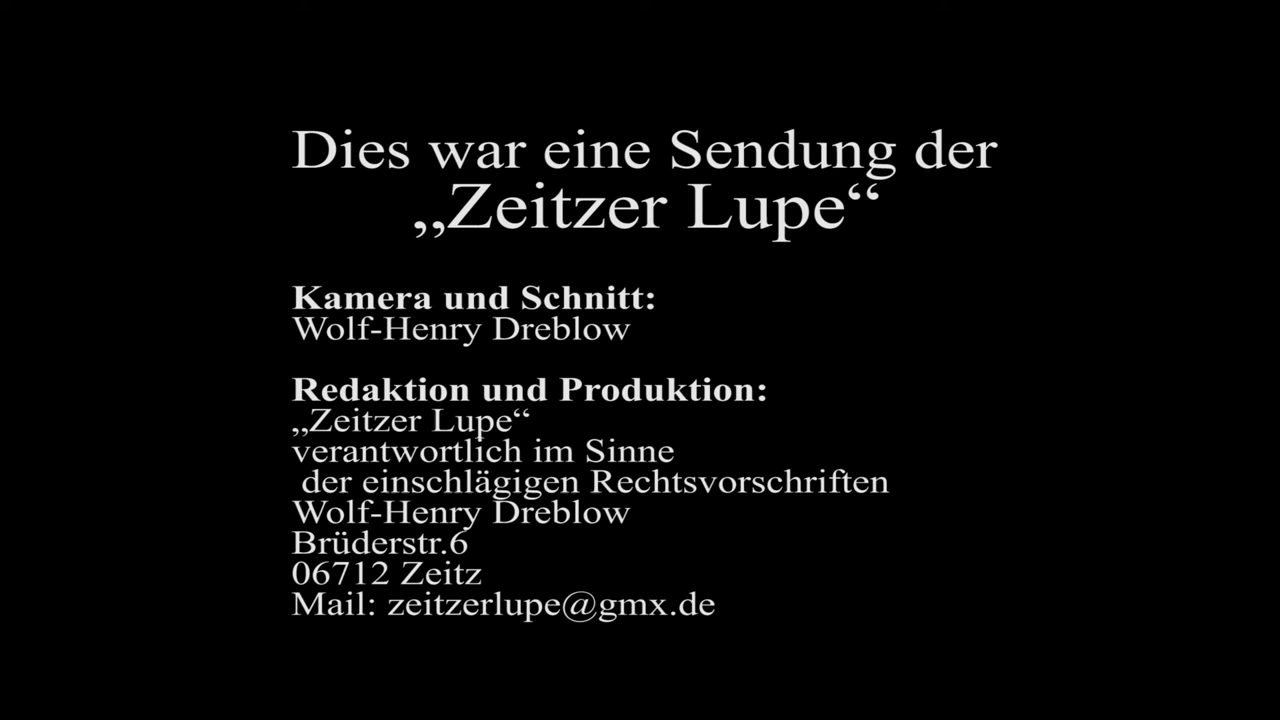 Dies war eine Sendung der
„Zeitzer Lupe“
Kamera und Schnitt:
Wolf-Henry Dreblow
Redaktion und Produktion:
„Zeitzer Lupe“
verantwortlich im Sinne
der einschlägigen Rechtsvorschriften
Wolf-Henry Dreblow
Brüderstr.6
06712 Zeitz
Mail: zeitzerlupe@gmx.de